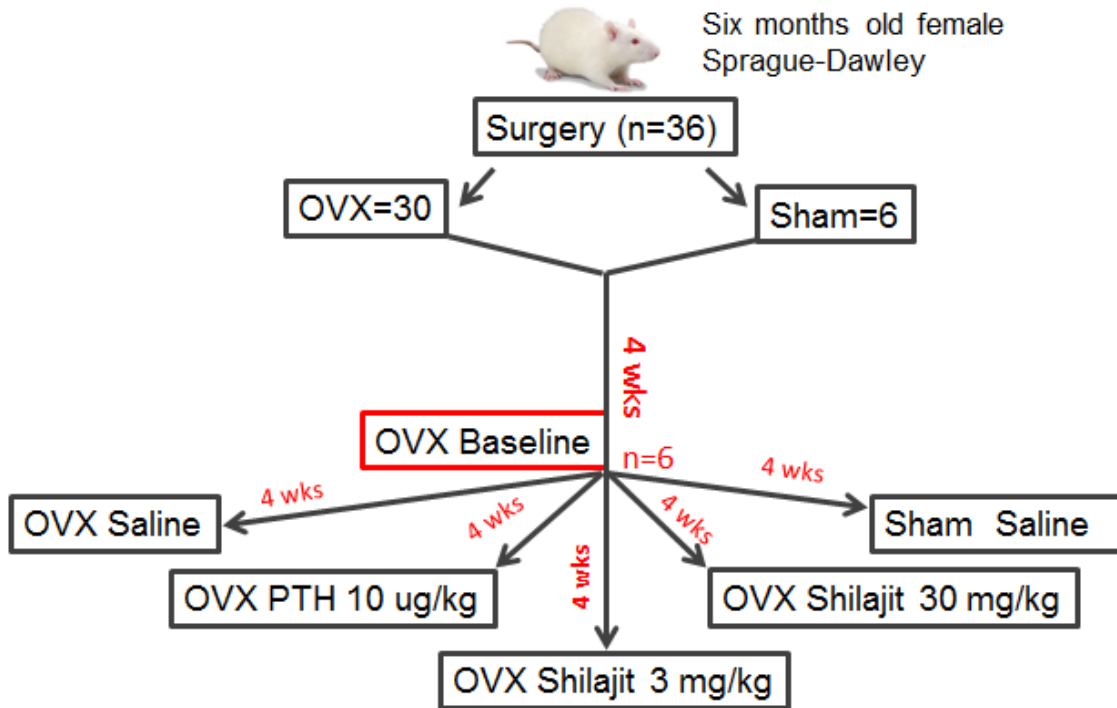 Six months old female
Sprague-Dawley
Surgery (n=36)
OVX=30
Sham=6
4 wks
OVX Baseline
n=6
4 wks
4 wks
4 wks
4 wks
4 wks
OVX Saline
Sham Saline
OVX PTH 10 ug/kg
OVX Shilajit 30 mg/kg
OVX Shilajit 3 mg/kg